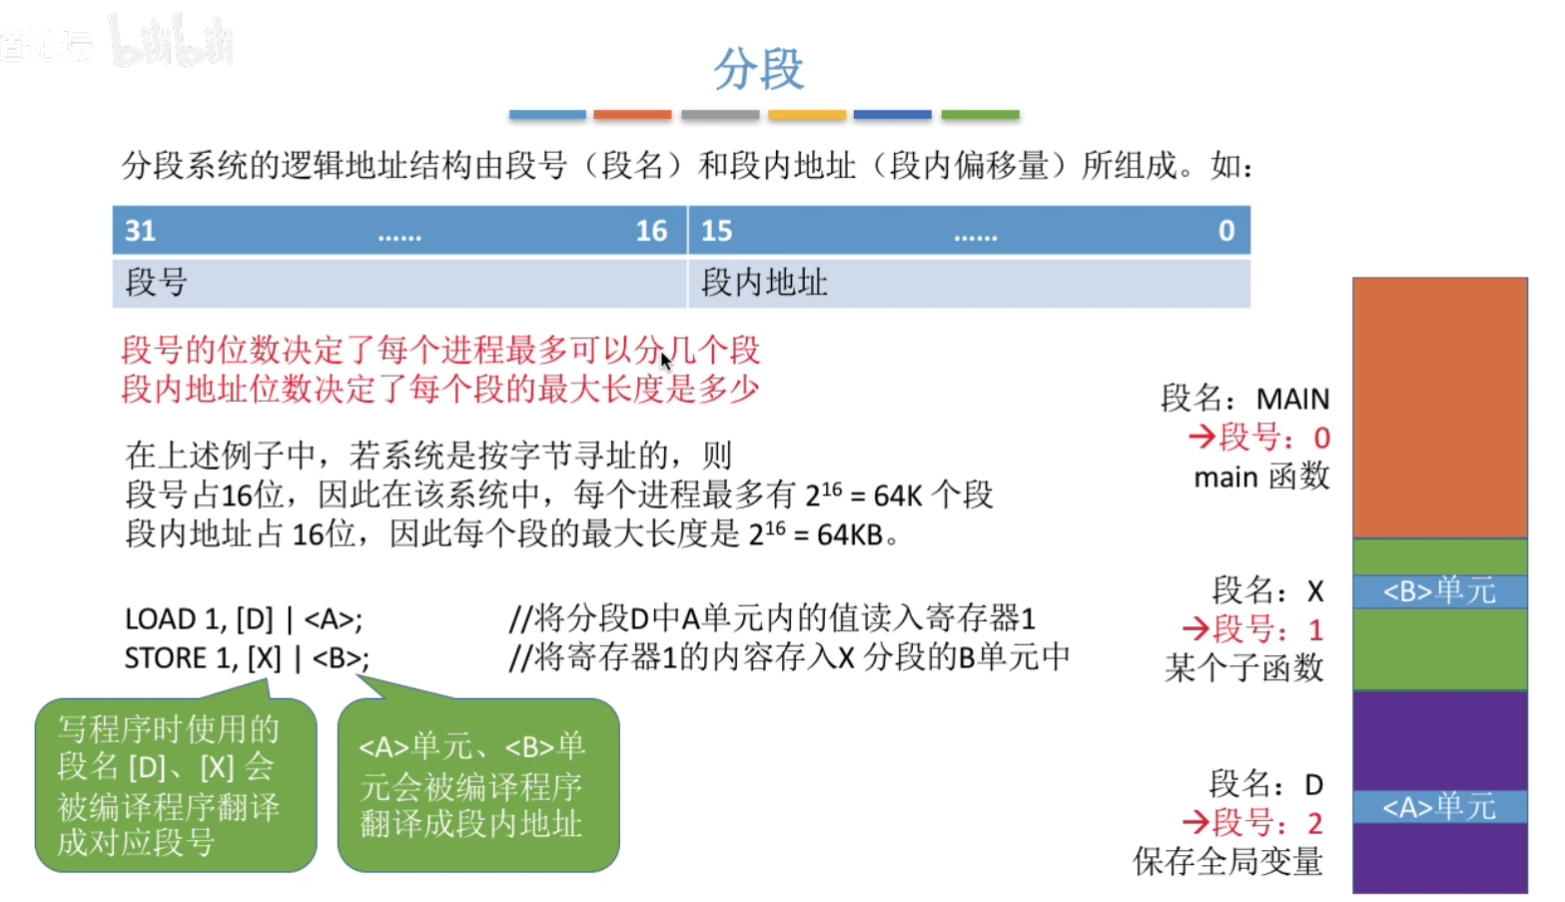 道论坛 bilibili
分段
分段系统的逻辑地址结构由段号（段名）和段内地址（段内偏移量）所组成。如：
31 …… 16 15 …… 0
段号 段内地址
段号的位数决定了每个进程最多可以分几个段
段内地址位数决定了每个段的最大长度是多少
在上述例子中，若系统是按字节寻址的，则
段号占16位，因此在该系统中，每个进程最多有 2¹⁶ = 64K 个段
段内地址占 16位，因此每个段的最大长度是 2¹⁶ = 64KB。
LOAD 1, [D] | <A>; //将分段D中A单元内的值读入寄存器1
STORE 1, [X] | <B>; //将寄存器1的内容存入X 分段的B单元中
写程序时使用的
段名 [D]、[X] 会
被编译程序翻译
成对应段号
<A>单元、<B>单
元会被编译程序
翻译成段内地址
段名：MAIN
→段号：0
main 函数
段名：X
→段号：1
某个子函数
<B>单元
段名：D
→段号：2
保存全局变量
<A>单元